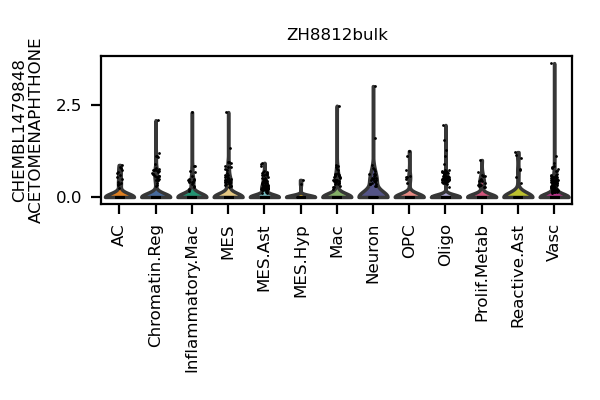 ZH8812bulk
CHEMBL1479848
ACETOMENAPHTHONE
2.5
0.0
AC
Chromatin.Reg
Inflammatory.Mac
MES
MES.Ast
MES.Hyp
Mac
Neuron
OPC
Oligo
Prolif.Metab
Reactive.Ast
Vasc